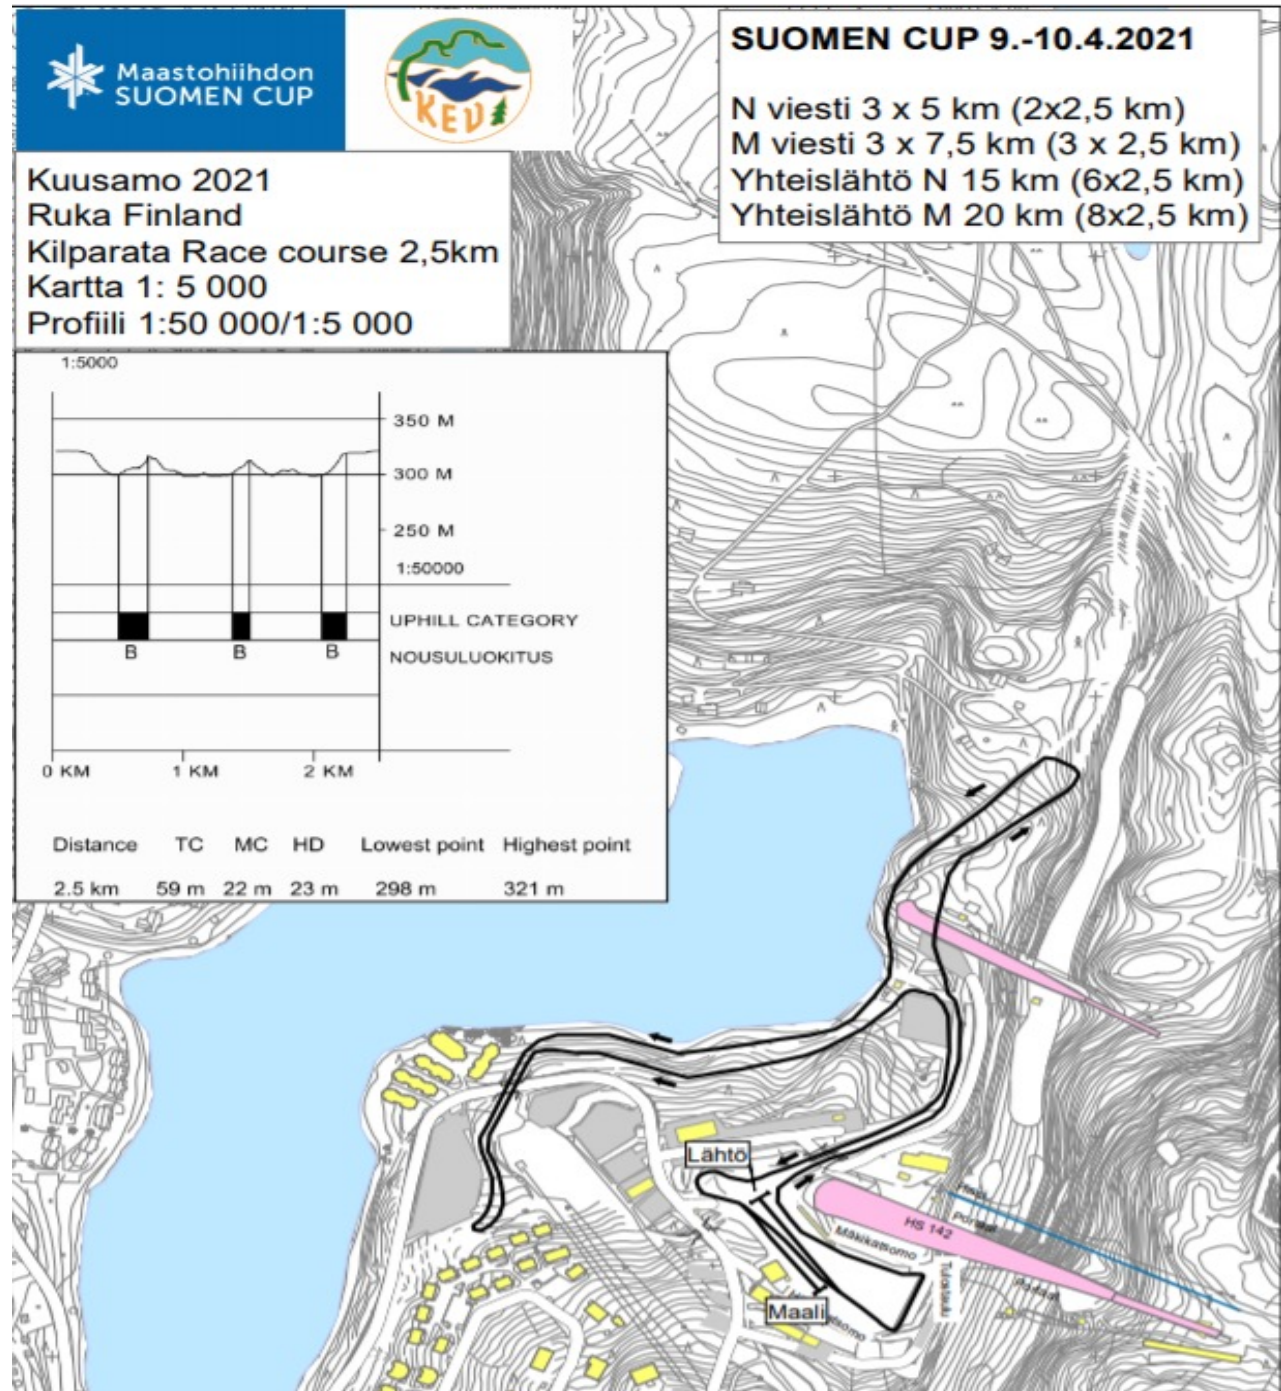 Maastohiihdon
SUOMEN CUP
KEV
SUOMEN CUP 9.-10.4.2021
N viesti 3 x 5 km (2x2,5 km)
M viesti 3 x 7,5 km (3 x 2,5 km)
Yhteislähtö N 15 km (6x2,5 km)
Yhteislähtö M 20 km (8x2,5 km)
Kuusamo 2021
Ruka Finland
Kilparata Race course 2,5km
Kartta 1: 5 000
Profiili 1:50 000/1:5 000
1:5000
350 M
300 M
250 M
1:50000
UPHILL CATEGORY
B B B
NOUSULUOKITUS
0 KM 1 KM 2 KM
Distance TC MC HD Lowest point Highest point
2.5 km 59 m 22 m 23 m 298 m 321 m
Lähtö
HS 142
Mäkikatsomo
Tulostaulu
Maali